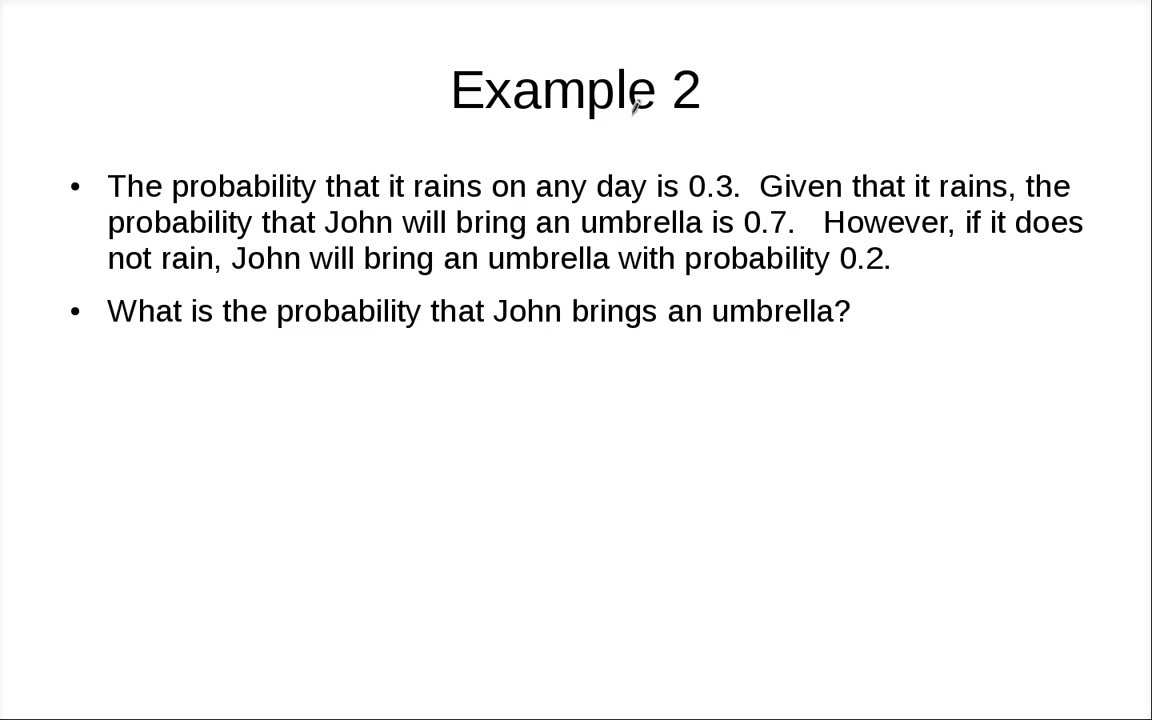 Example 2
• The probability that it rains on any day is 0.3.  Given that it rains, the
probability that John will bring an umbrella is 0.7.   However, if it does
not rain, John will bring an umbrella with probability 0.2.
• What is the probability that John brings an umbrella?